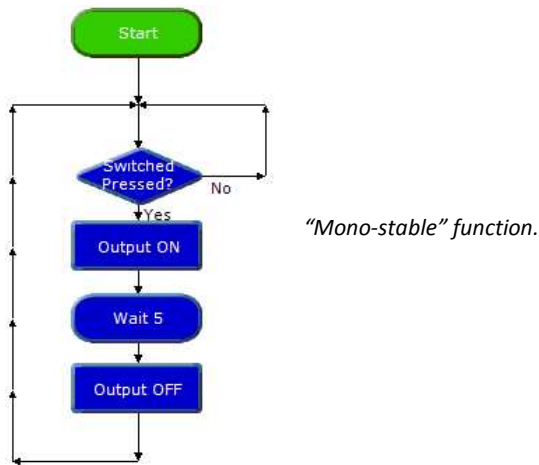 Start
Switched
Pressed?
No
Yes
Output ON
"Mono-stable" function.
Wait 5
Output OFF